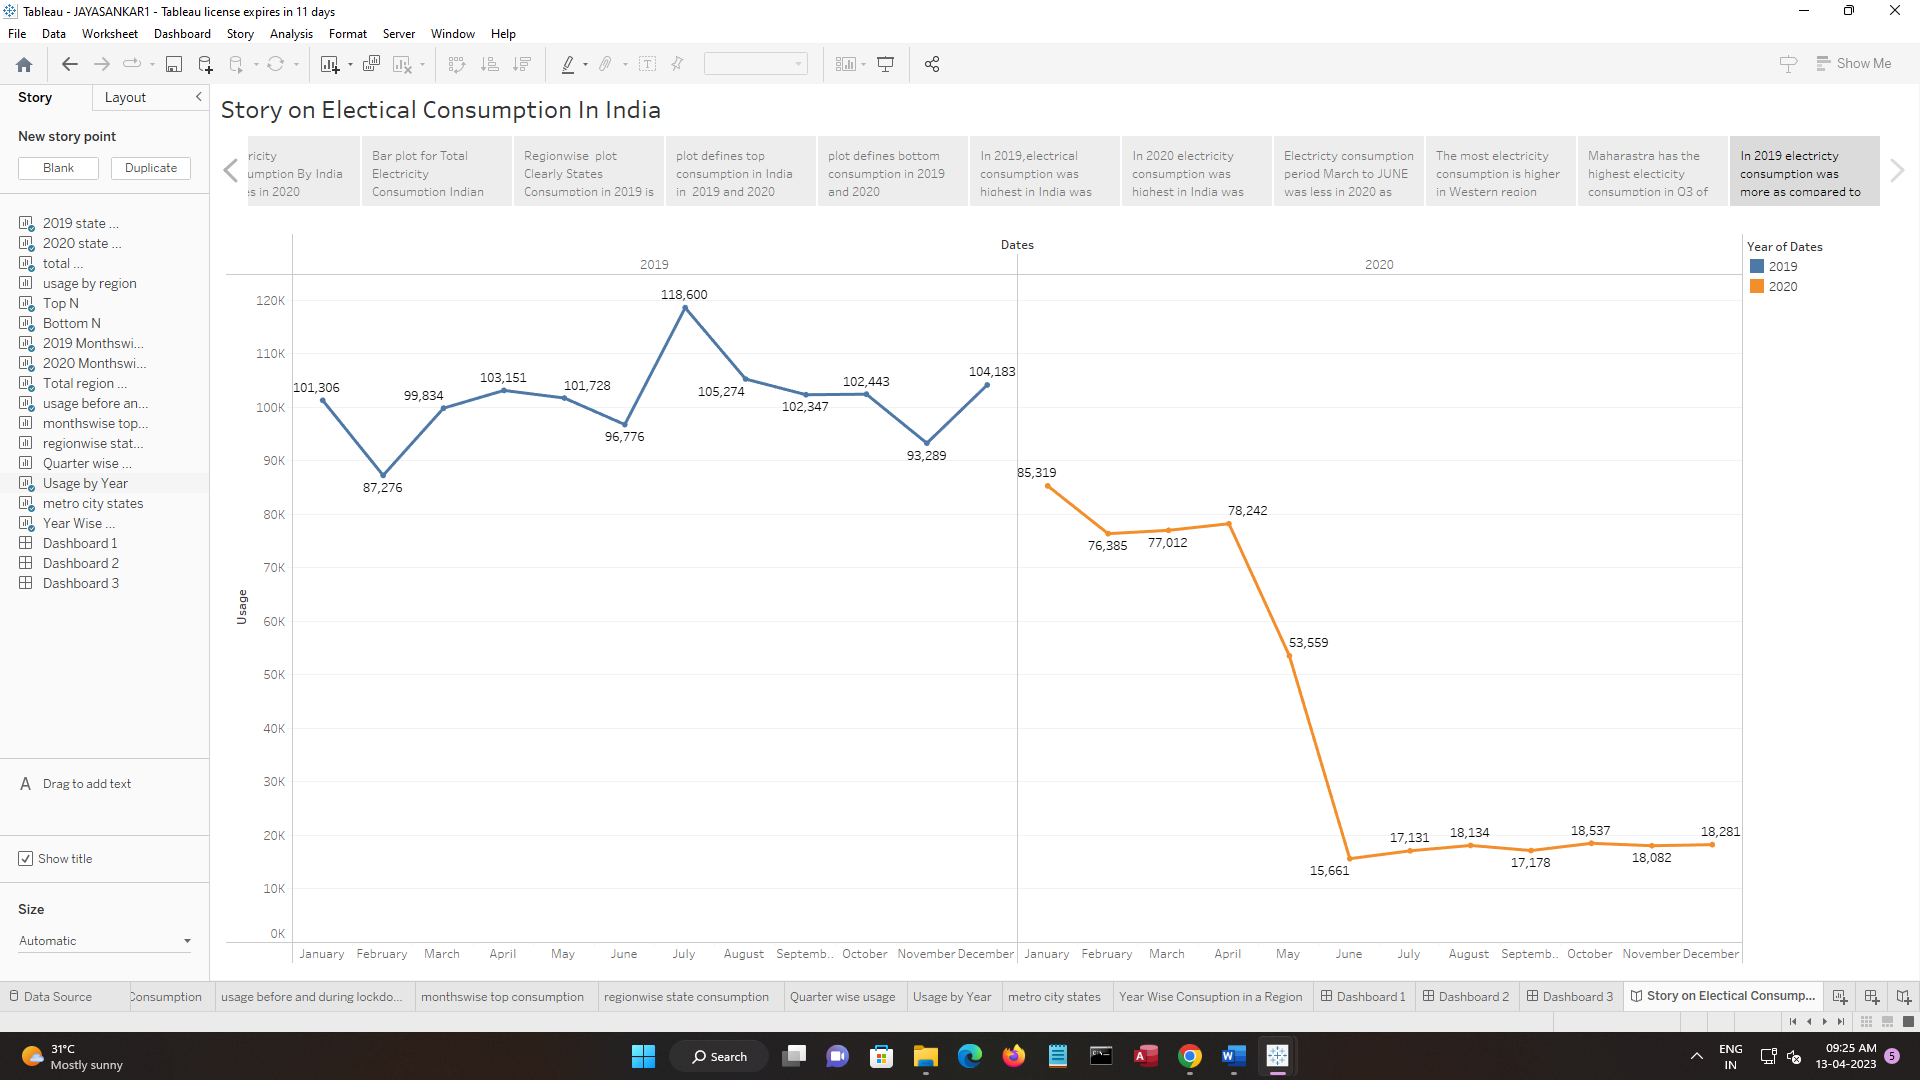 Tableau - JAYASANKAR1 - Tableau license expires in 11 days
File Data Worksheet Dashboard Story Analysis Format Server Window Help
Show Me
Story Layout
New story point
Blank Duplicate
2019 state ...
2020 state ...
total ...
usage by region
Top N
Bottom N
2019 Monthswi...
2020 Monthswi...
Total region ...
usage before an...
monthswise top...
regionwise stat...
Quarter wise ...
Usage by Year
metro city states
Year Wise ...
Dashboard 1
Dashboard 2
Dashboard 3
A Drag to add text
Show title
Size
Automatic
Story on Electical Consumption In India
ricity
umption By India
es in 2020
Bar plot for Total
Electricity
Consumption Indian
Regionwise plot
Clearly States
Consumption in 2019 is
plot defines top
consumption in India
in 2019 and 2020
plot defines bottom
consumption in 2019
and 2020
In 2019,electrical
consumption was
highest in India was
In 2020 electricity
consumption was
highest in India was
Electricty consumption
period March to JUNE
was less in 2020 as
The most electricity
consumption is higher
in Western region
Maharastra has the
highest electicity
consumption in Q3 of
In 2019 electricty
consumption was
more as compared to
Dates
2019 2020
Year of Dates
2019
2020
Usage
120K
110K
100K
90K
80K
70K
60K
50K
40K
30K
20K
10K
0K
101,306
87,276
99,834
103,151
101,728
96,776
118,600
105,274
102,347
102,443
93,289
104,183
85,319
76,385
77,012
78,242
53,559
15,661
17,131
18,134
17,178
18,537
18,082
18,281
January February March April May June July August Septemb.. October November December January February March April May June July August Septemb.. October November December
Data Source Consumption usage before and during lockdo... monthswise top consumption regionwise state consumption Quarter wise usage Usage by Year metro city states Year Wise Consuption in a Region Dashboard 1 Dashboard 2 Dashboard 3 Story on Electical Consump...
31°C
Mostly sunny
Search
ENG
IN
09:25 AM
13-04-2023
5